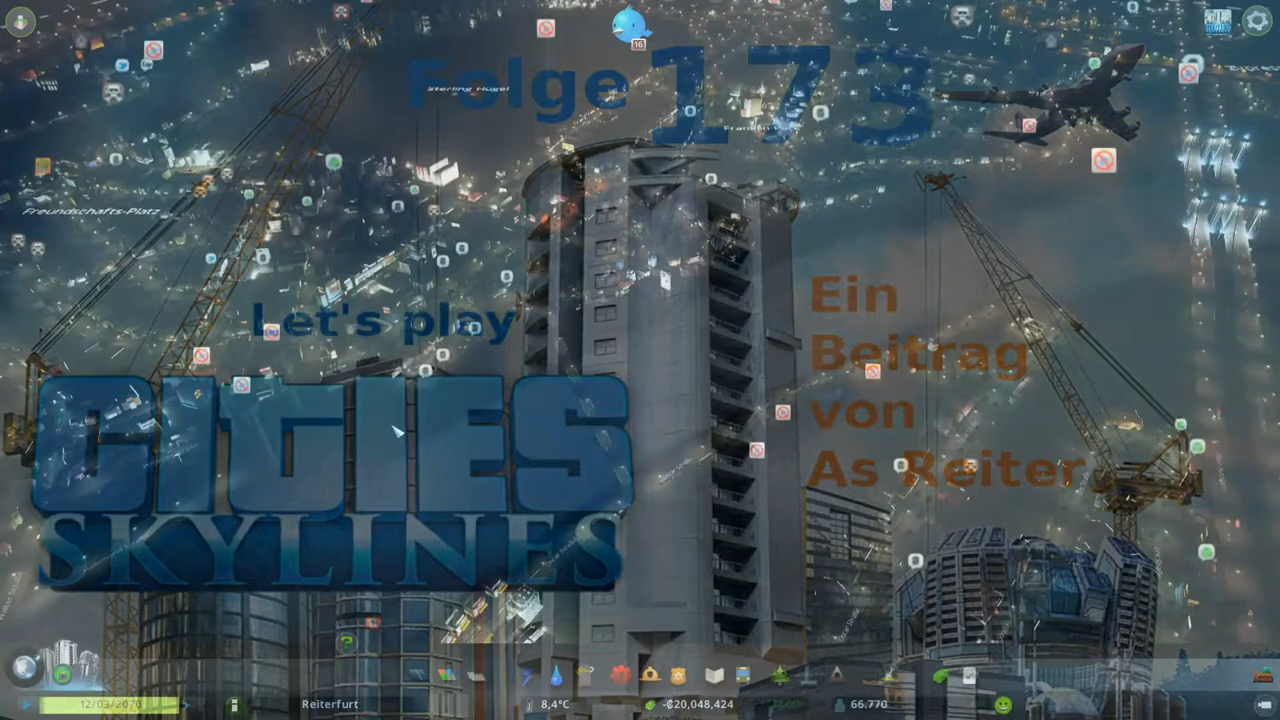 16
Folge 173
Sterling Hügel
Freundschafts-Platz
Let's play
CITIES
SKYLINES
Ein
Beitrag
von
As Reiter
12/03/2070
Reiterfurt
8,4°C
-₡20,048,424
66.770